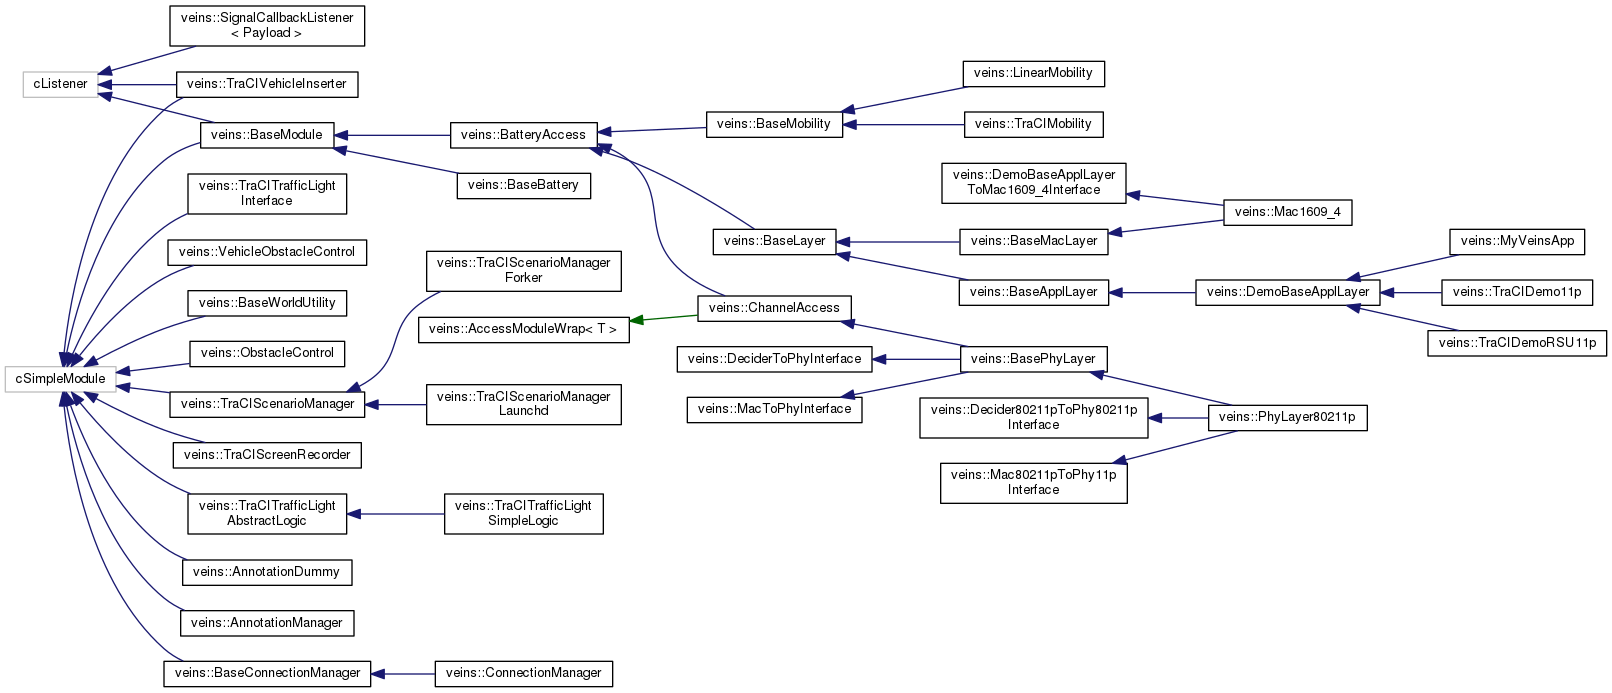 veins::SignalCallbackListener
< Payload >
cListener
veins::TraCIVehicleInserter
veins::BaseModule
veins::TraCITrafficLight
Interface
veins::VehicleObstacleControl
veins::BaseWorldUtility
veins::ObstacleControl
cSimpleModule
veins::TraCIScenarioManager
veins::TraCIScreenRecorder
veins::TraCITrafficLight
AbstractLogic
veins::AnnotationDummy
veins::AnnotationManager
veins::BaseConnectionManager
veins::BatteryAccess
veins::BaseBattery
veins::TraCIScenarioManager
Forker
veins::AccessModuleWrap< T >
veins::TraCIScenarioManager
Launchd
veins::TraCITrafficLight
SimpleLogic
veins::ConnectionManager
veins::BaseMobility
veins::BaseLayer
veins::ChannelAccess
veins::DeciderToPhyInterface
veins::MacToPhyInterface
veins::LinearMobility
veins::TraCIMobility
veins::DemoBaseApplLayer
ToMac1609_4Interface
veins::BaseMacLayer
veins::BaseApplLayer
veins::BasePhyLayer
veins::Decider80211pToPhy80211p
Interface
veins::Mac80211pToPhy11p
Interface
veins::Mac1609_4
veins::DemoBaseApplLayer
veins::PhyLayer80211p
veins::MyVeinsApp
veins::TraCIDemo11p
veins::TraCIDemoRSU11p